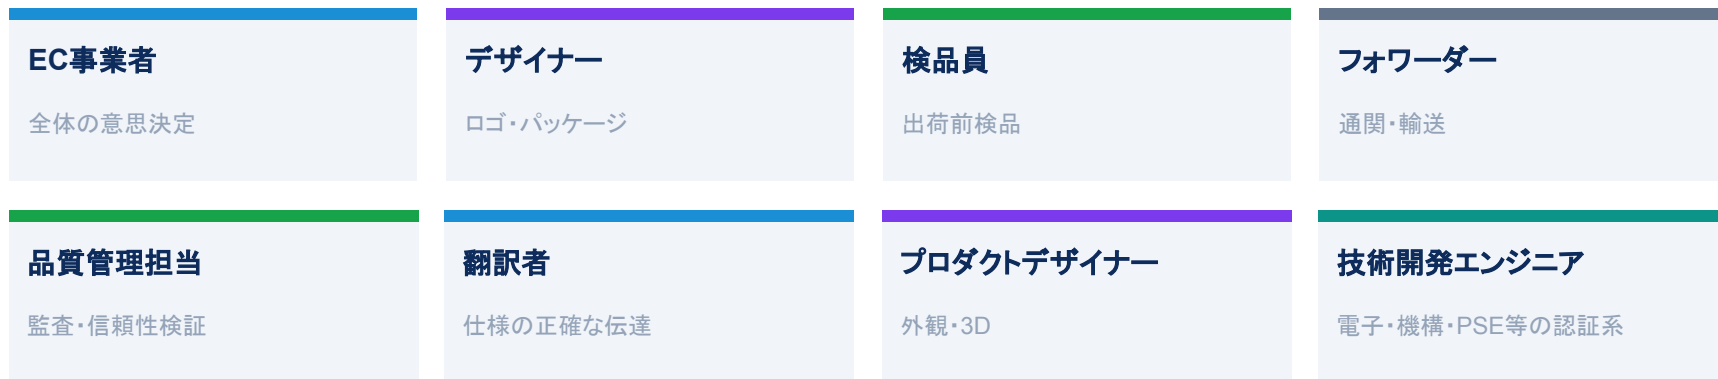 EC事業者
全体の意思決定
デザイナー
ロゴ・パッケージ
検品員
出荷前検品
フォワーダー
通関・輸送
品質管理担当
監査・信頼性検証
翻訳者
仕様の正確な伝達
プロダクトデザイナー
外観・3D
技術開発エンジニア
電子・機構・PSE等の認証系